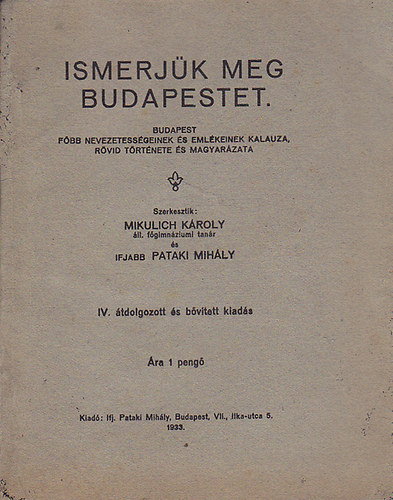 ISMERJÜK MEG
BUDAPESTET.
BUDAPEST
FŐBB NEVEZETESSÉGEINEK ÉS EMLÉKEINEK KALAUZA,
RÖVID TÖRTÉNETE ÉS MAGYARÁZATA
Szerkesztik:
MIKULICH KÁROLY
áll. főgimnáziumi tanár
és
IFJABB PATAKI MIHÁLY
IV. átdolgozott és bővitett kiadás
Ára 1 pengő
Kiadó: Ifj. Pataki Mihály, Budapest, VII., Ilka-utca 5.
1933.